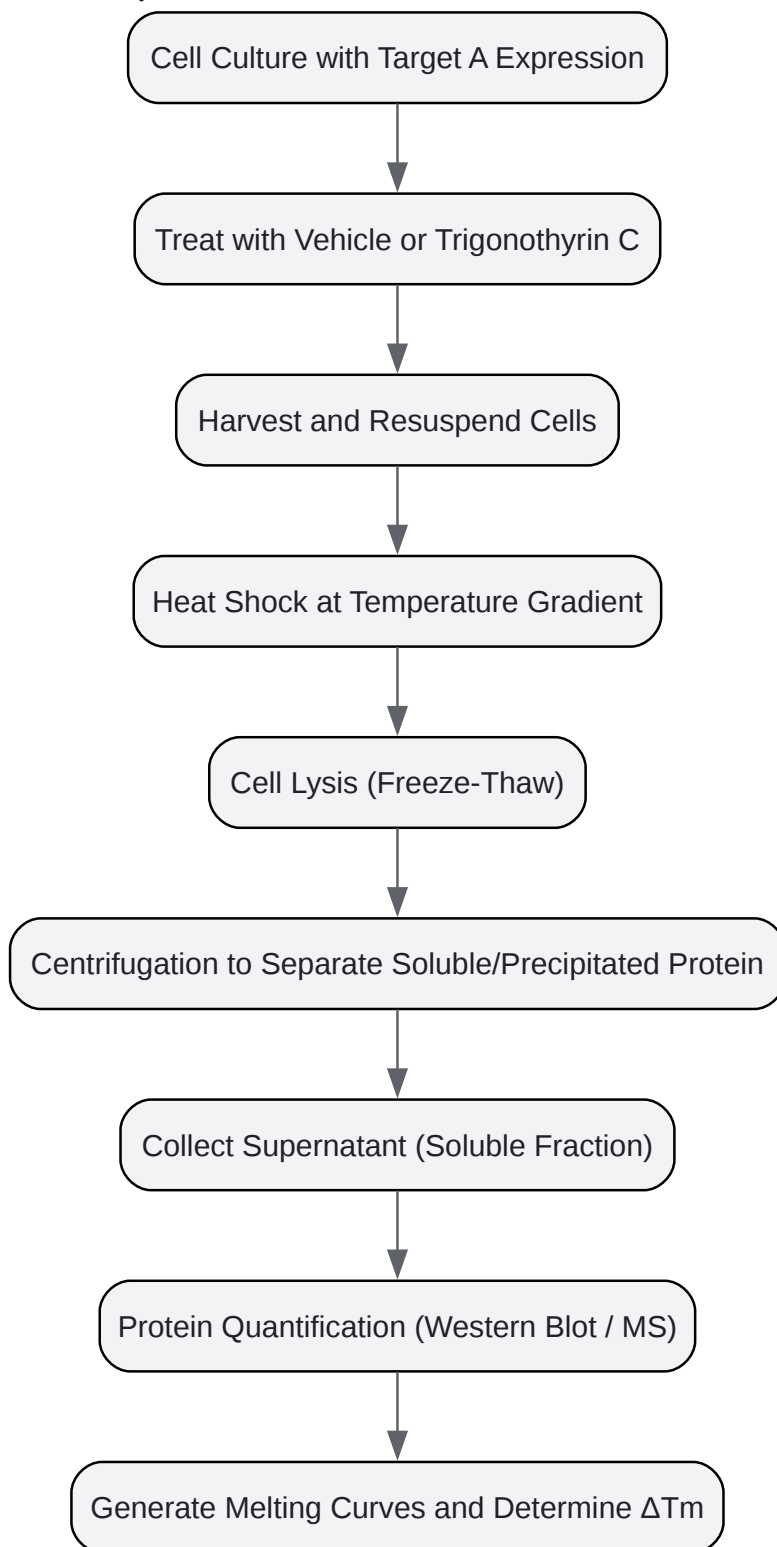 Cell Culture with Target A Expression
Treat with Vehicle or Trigonothyrin C
Harvest and Resuspend Cells
Heat Shock at Temperature Gradient
Cell Lysis (Freeze-Thaw)
Centrifugation to Separate Soluble/Precipitated Protein
Collect Supernatant (Soluble Fraction)
Protein Quantification (Western Blot / MS)
Generate Melting Curves and Determine ΔTm